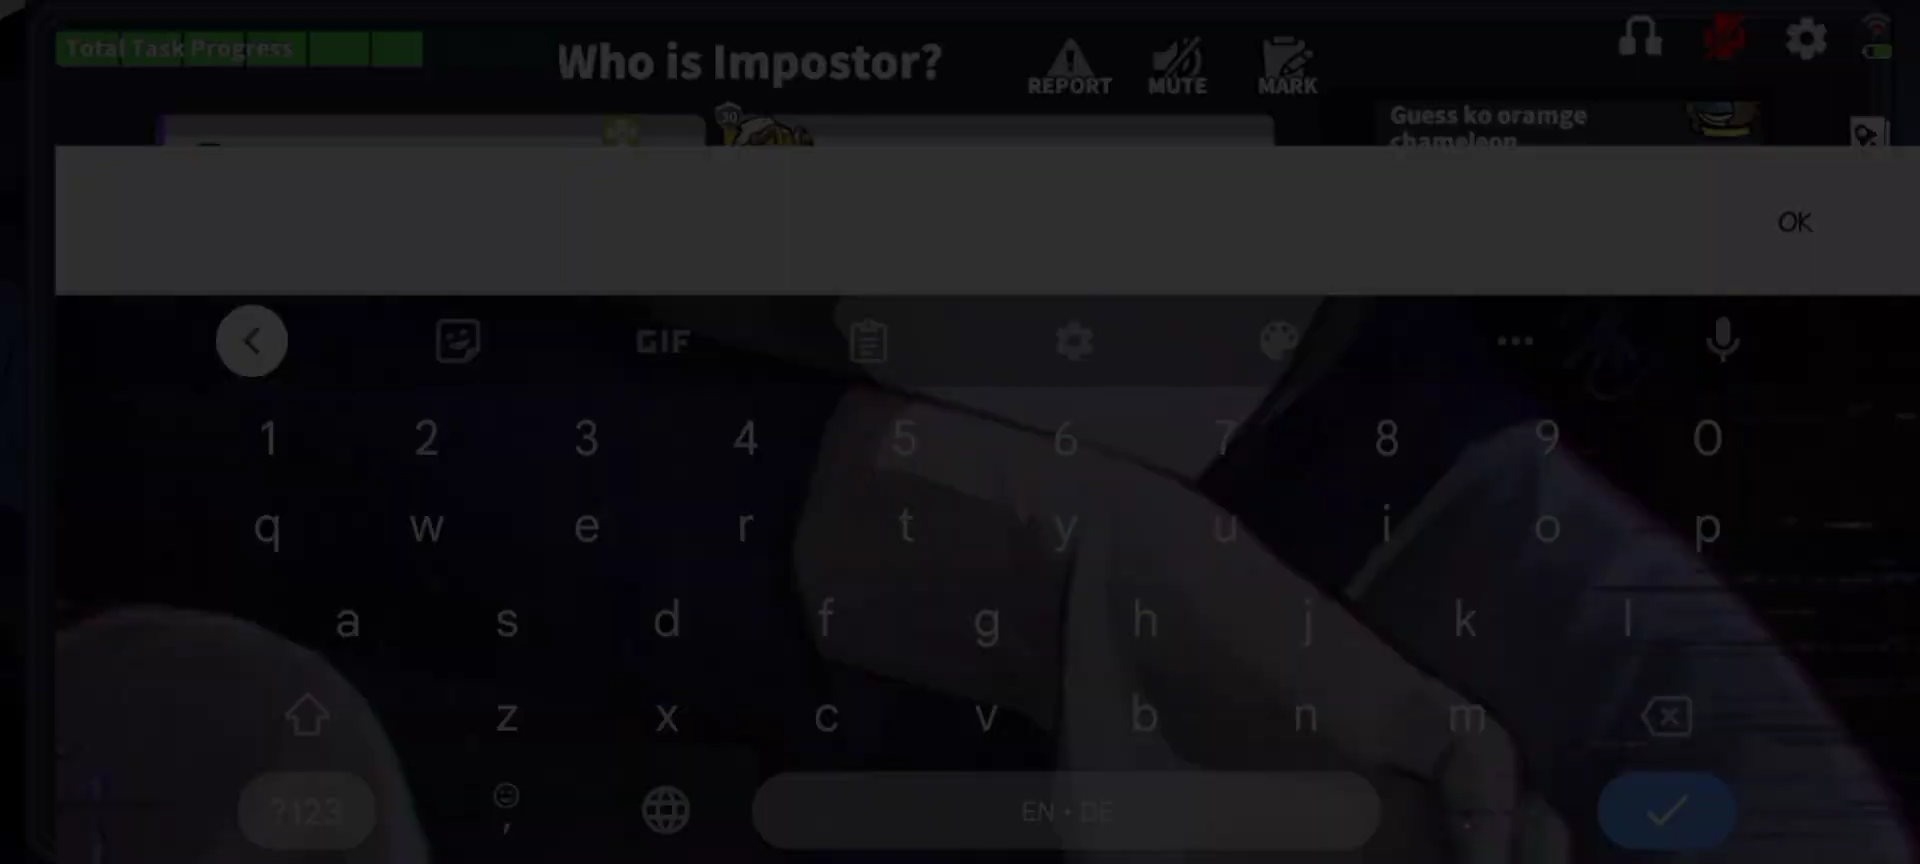 Total Task Progress
Who is Impostor?
REPORT
MUTE
MARK
30
Guess ko oramge
chameleon
OK
GIF
1 2 3 4 5 6 7 8 9 0
q w e r t y u i o p
a s d f g h j k l
z x c v b n m
?123 , EN • DE .